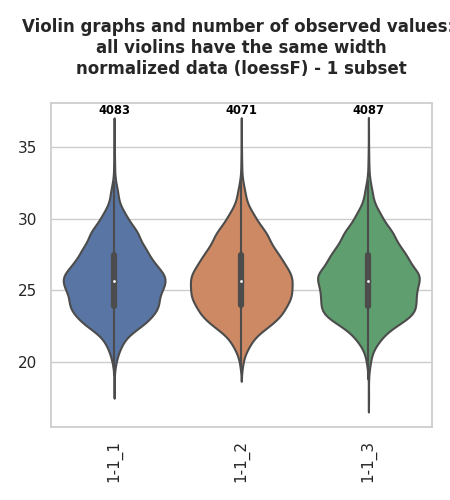 Violin graphs and number of observed values:
all violins have the same width
normalized data (loessF) - 1 subset
4083 4071 4087
35
30
25
20
1-1_1 1-1_2 1-1_3